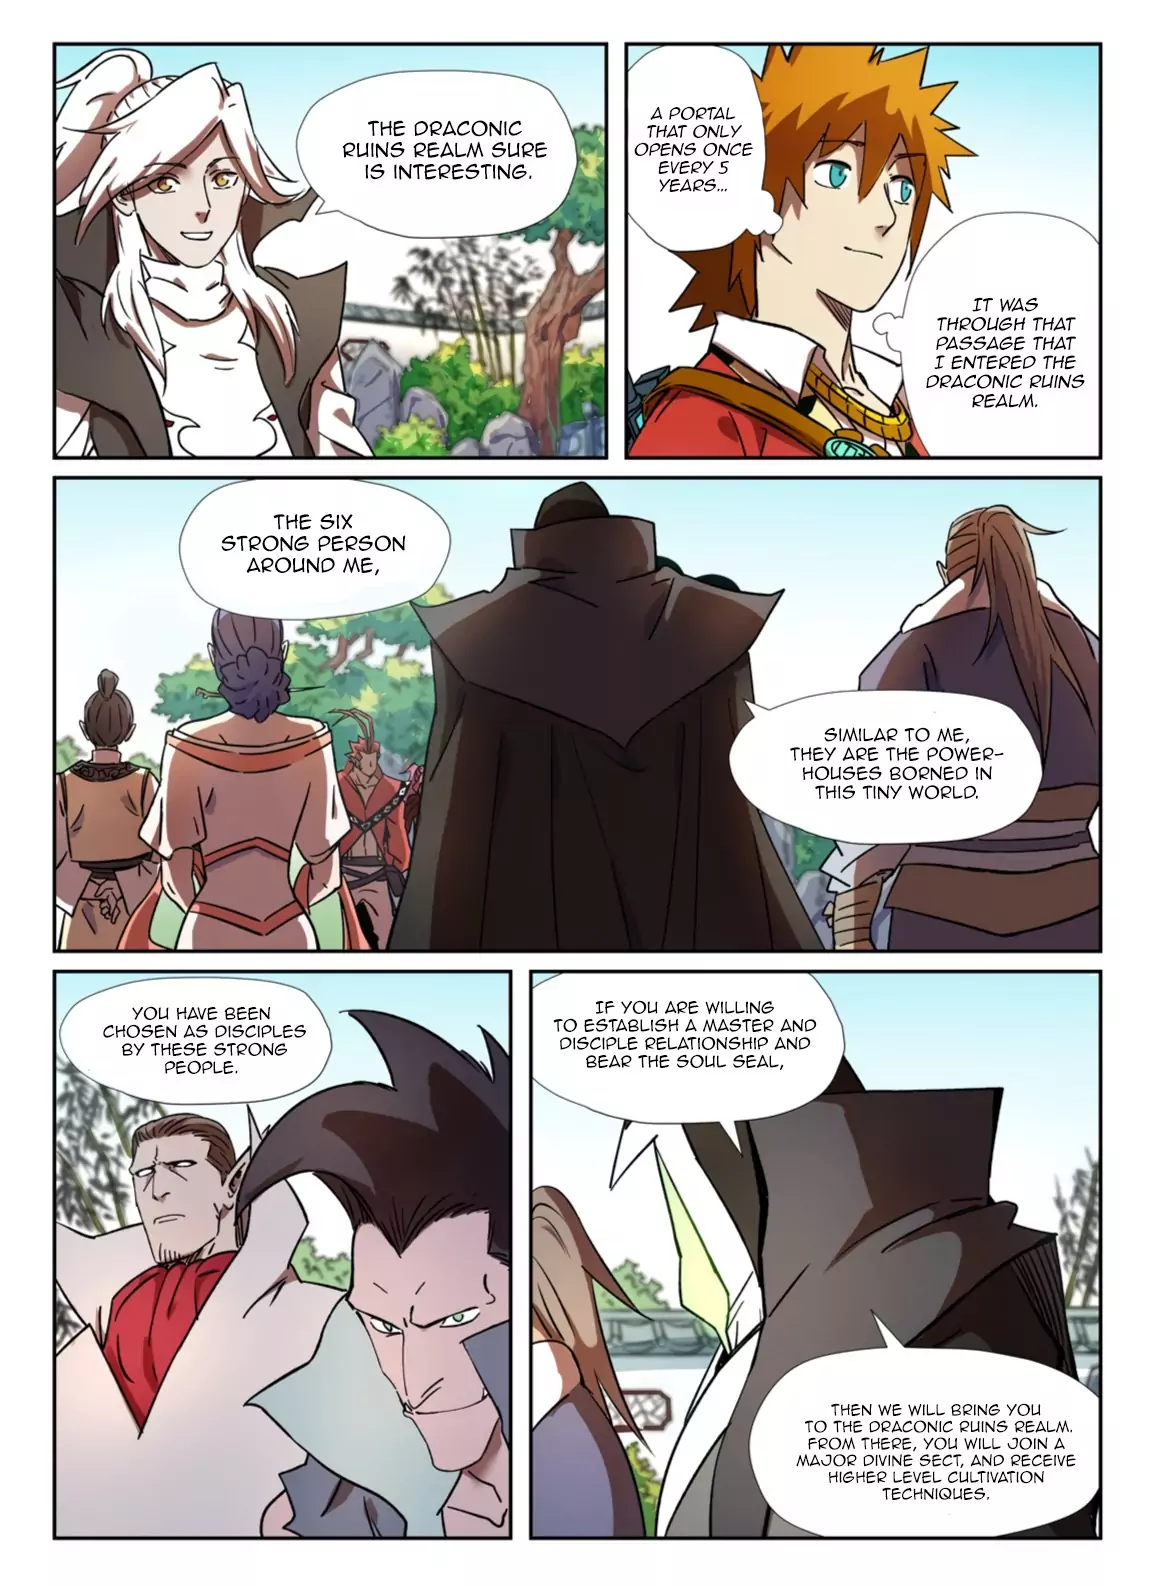 THE DRACONIC
RUINS REALM SURE
IS INTERESTING.
A PORTAL
THAT ONLY
OPENS ONCE
EVERY 5
YEARS...
IT WAS
THROUGH THAT
PASSAGE THAT
I ENTERED THE
DRACONIC RUINS
REALM.
THE SIX
STRONG PERSON
AROUND ME,
SIMILAR TO ME,
THEY ARE THE POWER-
HOUSES BORNED IN
THIS TINY WORLD.
YOU HAVE BEEN
CHOSEN AS DISCIPLES
BY THESE STRONG
PEOPLE.
IF YOU ARE WILLING
TO ESTABLISH A MASTER AND
DISCIPLE RELATIONSHIP AND
BEAR THE SOUL SEAL,
THEN WE WILL BRING YOU
TO THE DRACONIC RUINS REALM.
FROM THERE, YOU WILL JOIN A
MAJOR DIVINE SECT, AND RECEIVE
HIGHER LEVEL CULTIVATION
TECHNIQUES.